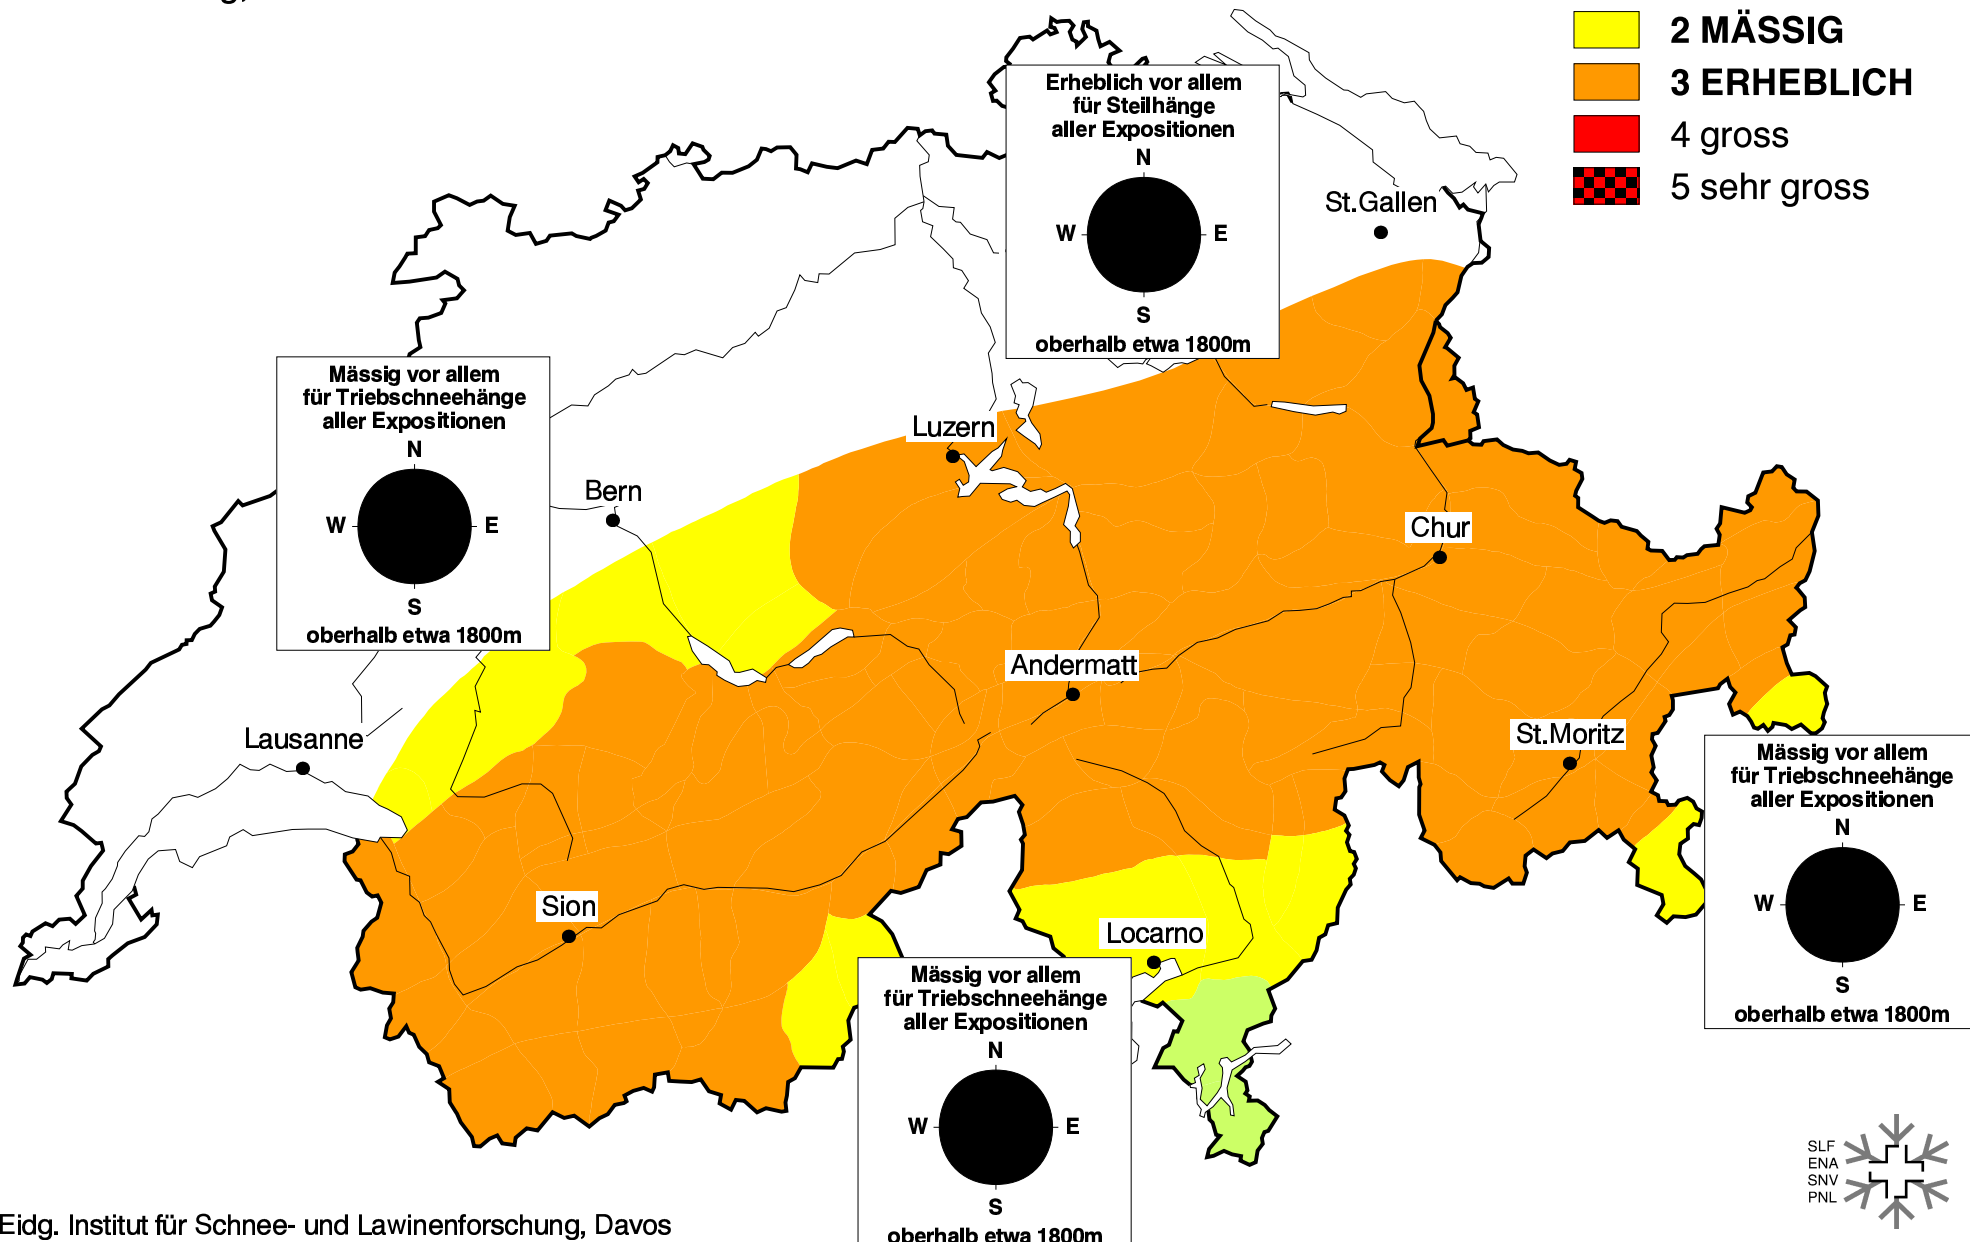 2 MÄSSIG
3 ERHEBLICH
4 gross
5 sehr gross
Erheblich vor allem
für Steilhänge
aller Expositionen
N
W E
S
oberhalb etwa 1800m
St.Gallen
Mässig vor allem
für Triebschneehänge
aller Expositionen
N
W E
S
oberhalb etwa 1800m
Luzern
Bern
Chur
Andermatt
Lausanne
St.Moritz
Sion
Locarno
Mässig vor allem
für Triebschneehänge
aller Expositionen
N
W E
S
oberhalb etwa 1800m
Mässig vor allem
für Triebschneehänge
aller Expositionen
N
W E
S
oberhalb etwa 1800m
SLF
ENA
SNV
PNL
Eidg. Institut für Schnee- und Lawinenforschung, Davos